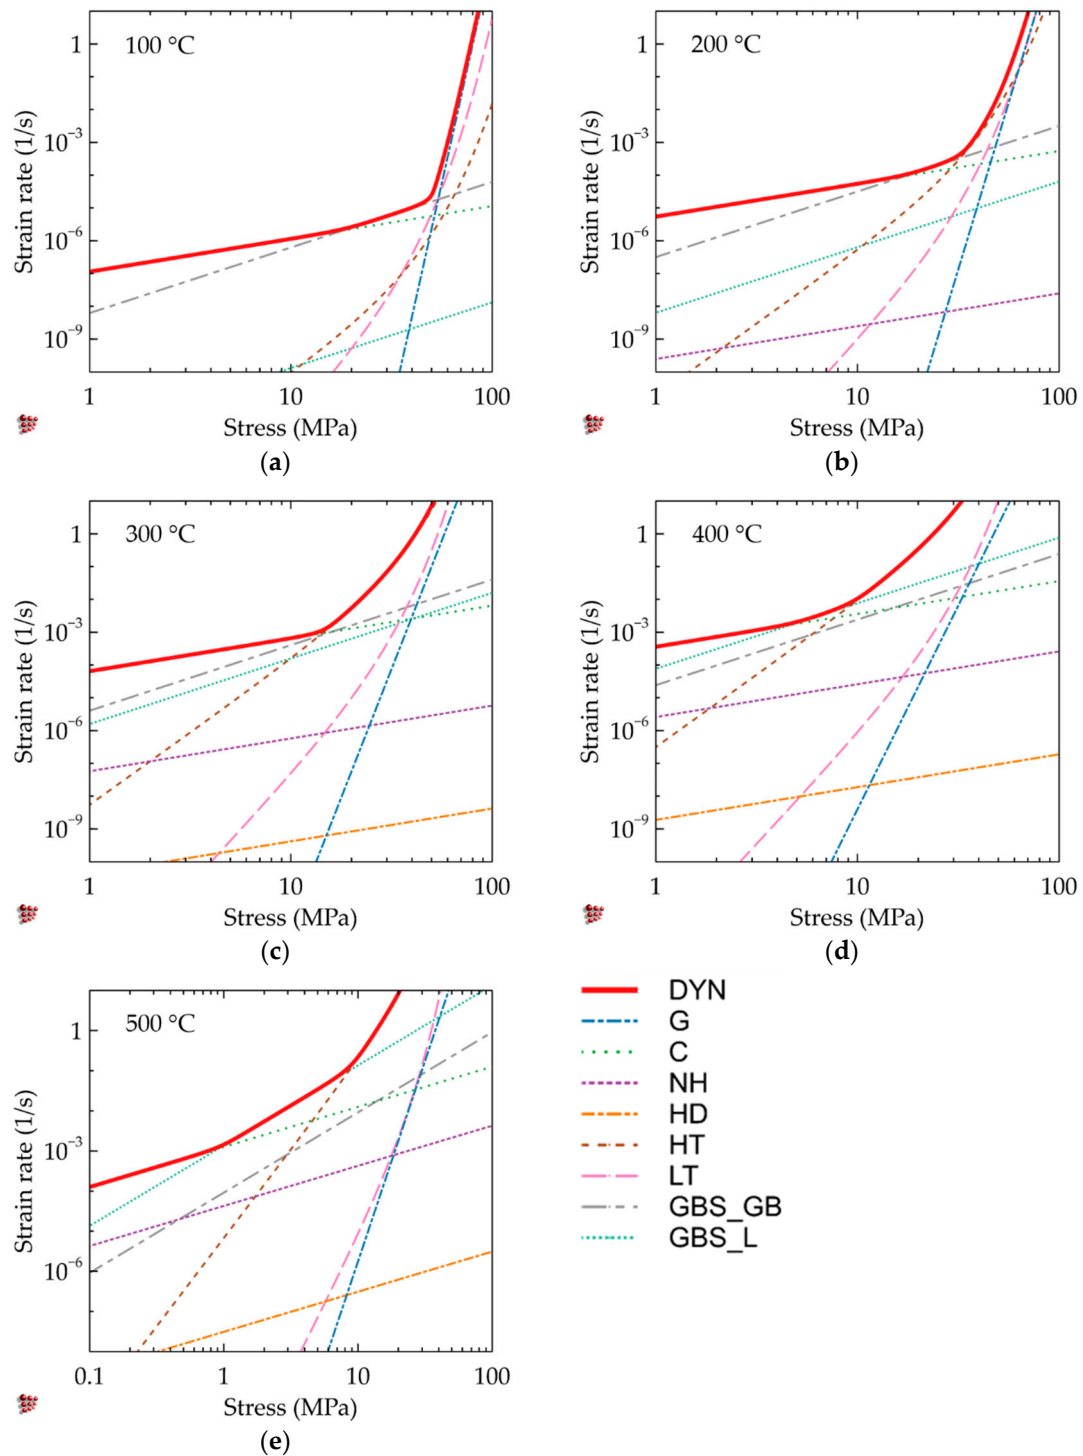 100 °C
1
10⁻³
10⁻⁶
10⁻⁹
Strain rate (1/s)
1 10 100
Stress (MPa)
(a)
200 °C
1
10⁻³
10⁻⁶
10⁻⁹
Strain rate (1/s)
1 10 100
Stress (MPa)
(b)
300 °C
1
10⁻³
10⁻⁶
10⁻⁹
Strain rate (1/s)
1 10 100
Stress (MPa)
(c)
400 °C
1
10⁻³
10⁻⁶
10⁻⁹
Strain rate (1/s)
1 10 100
Stress (MPa)
(d)
500 °C
1
10⁻³
10⁻⁶
Strain rate (1/s)
0.1 1 10 100
Stress (MPa)
(e)
DYN
G
C
NH
HD
HT
LT
GBS_GB
GBS_L